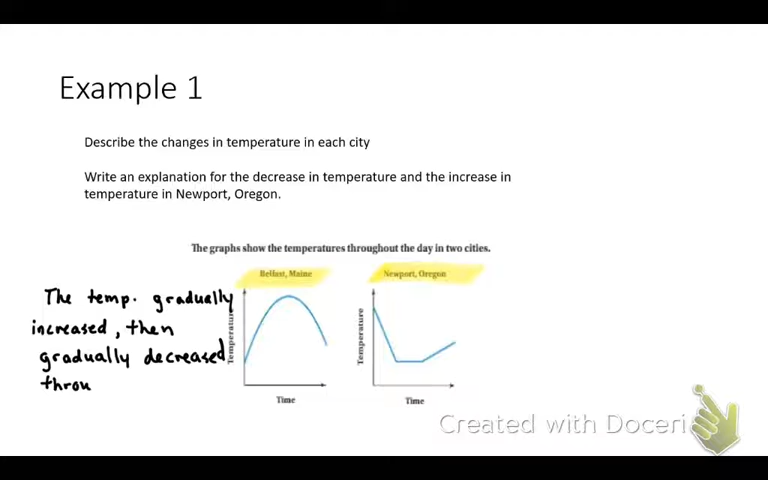 Example 1
Describe the changes in temperature in each city
Write an explanation for the decrease in temperature and the increase in
temperature in Newport, Oregon.
The graphs show the temperatures throughout the day in two cities.
Belfast, Maine
Newport, Oregon
The temp. gradually
increased, then
gradually decreased
throu
Temperature
Time
Temperature
Time
Created with Doceri